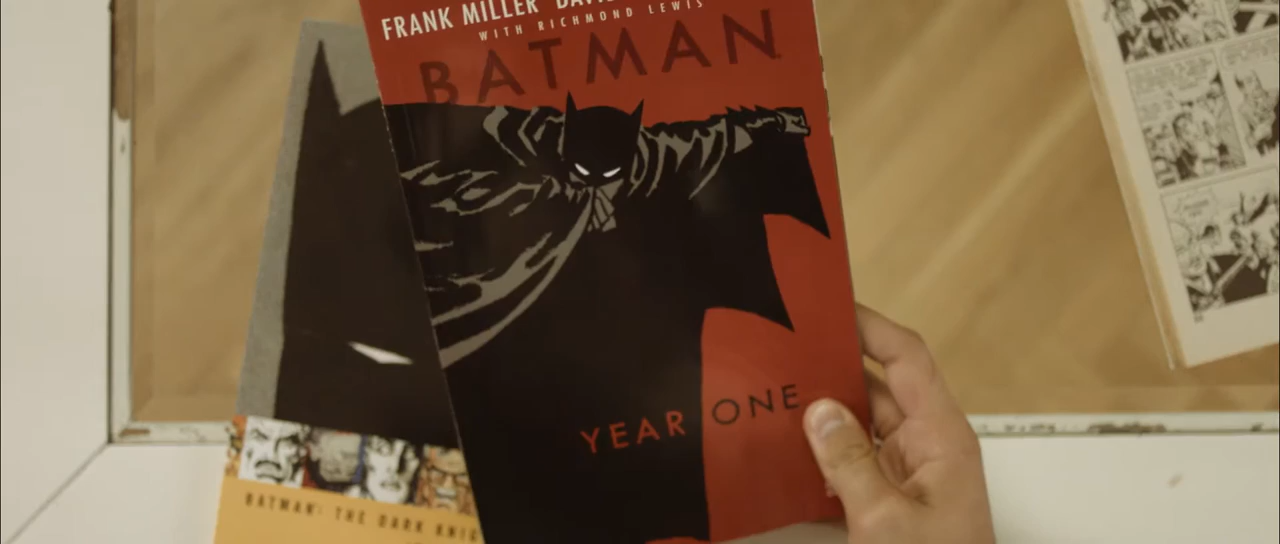 FRANK MILLER
WITH RICHMOND LEWIS
BATMAN
YEAR ONE
BATMAN: THE DARK